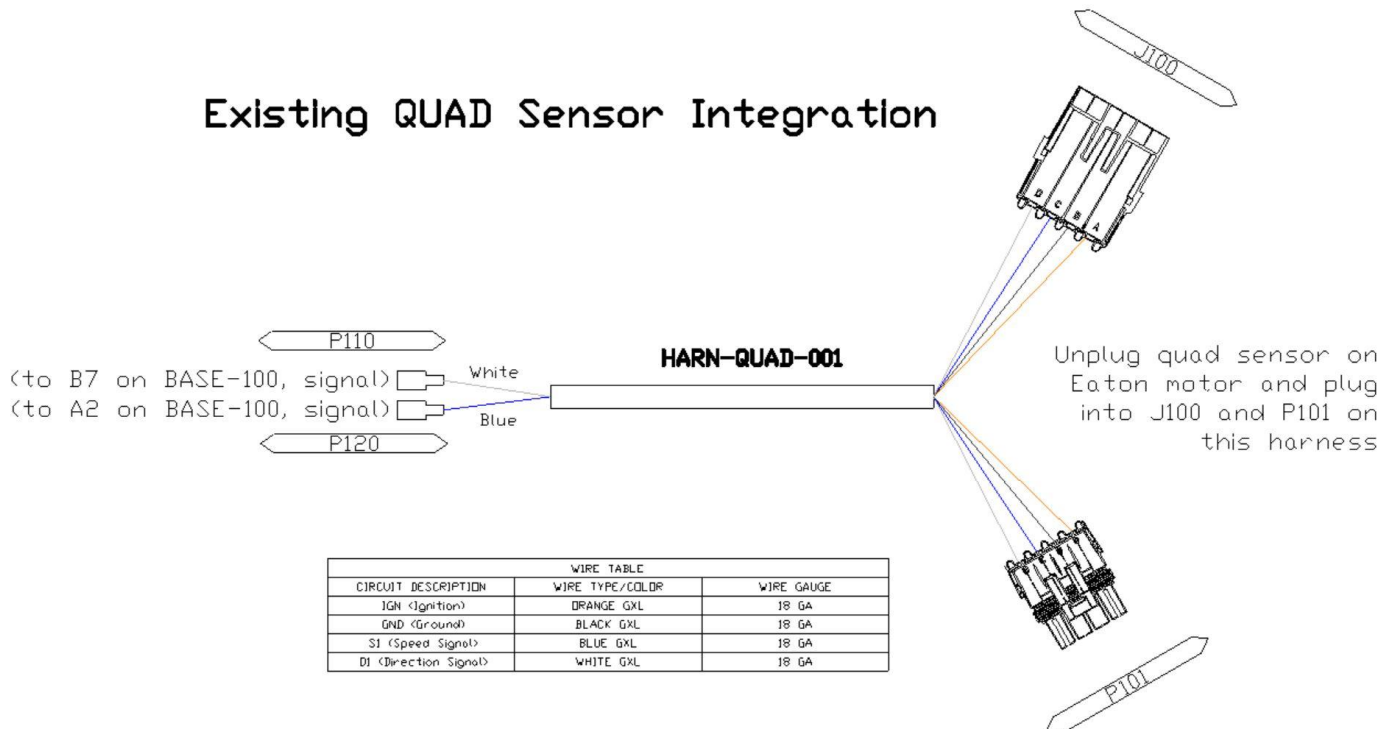 J100
Existing QUAD Sensor Integration
D C B A
P110
HARN-QUAD-001
(to B7 on BASE-100, signal)
White
(to A2 on BASE-100, signal)
Blue
P120
Unplug quad sensor on
Eaton motor and plug
into J100 and P101 on
this harness
WIRE TABLE
CIRCUIT DESCRIPTION WIRE TYPE/COLOR WIRE GAUGE
IGN (Ignition) ORANGE GXL 18 GA
GND (Ground) BLACK GXL 18 GA
S1 (Speed Signal) BLUE GXL 18 GA
D1 (Direction Signal) WHITE GXL 18 GA
P101